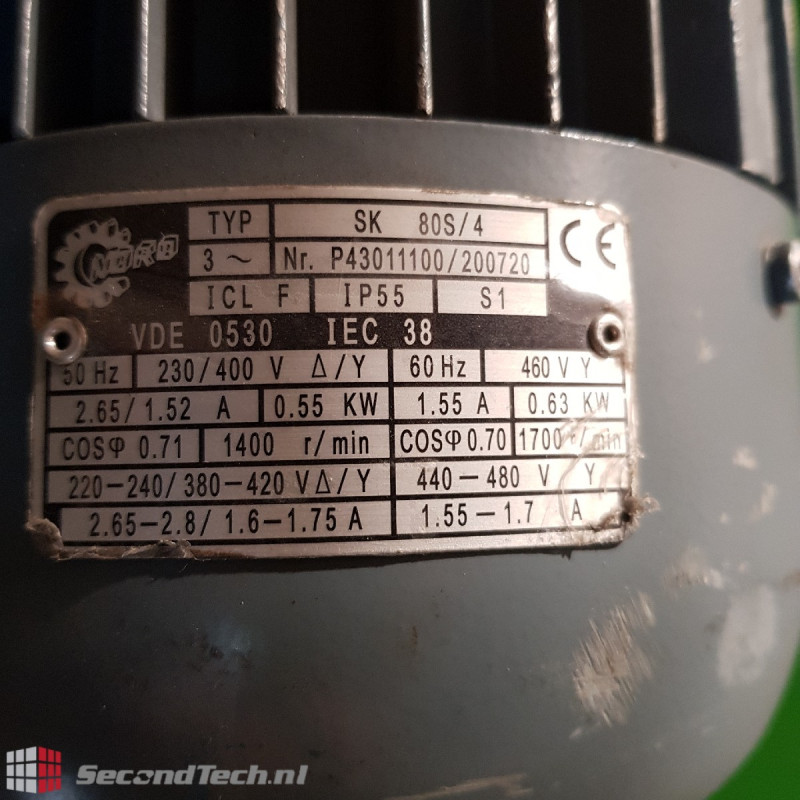 NORD
TYP SK 80S/4 CE
3 ~ Nr. P43011100/200720
ICL F IP55 S1
VDE 0530 IEC 38
50 Hz 230/400 V Δ/Y 60 Hz 460 V Y
2.65/1.52 A 0.55 KW 1.55 A 0.63 KW
COSφ 0.71 1400 r/min COSφ 0.70 1700 r/min
220-240/380-420 V Δ/Y 440-480 V Y
2.65-2.8/1.6-1.75 A 1.55-1.7 A
SecondTech.nl